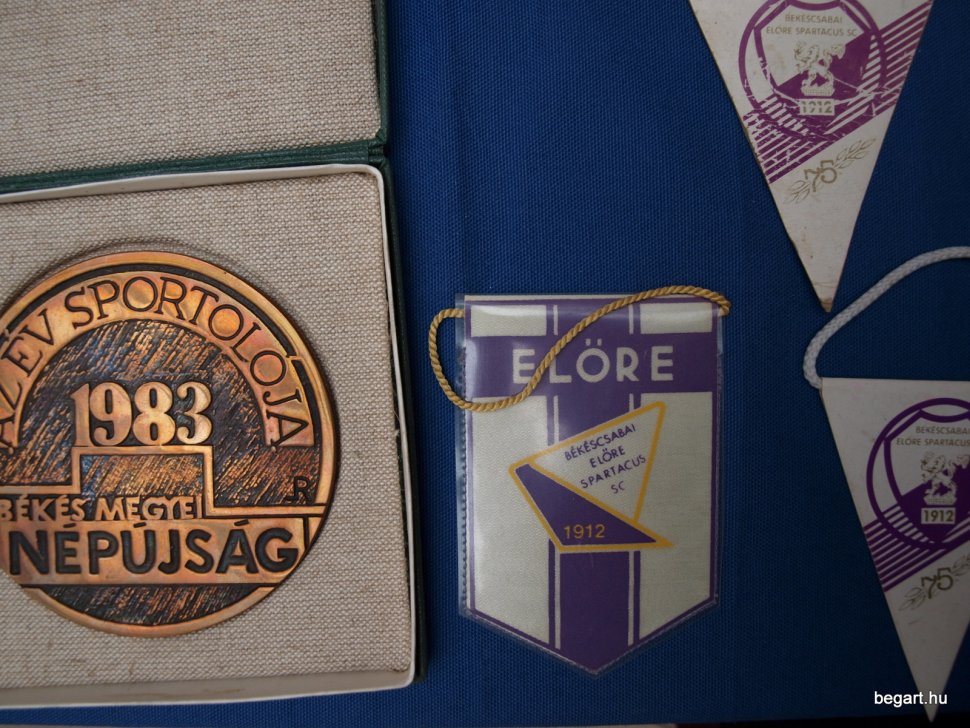 AZ ÉV SPORTOLÓJA
1983
R
BÉKÉS MEGYEI
NÉPÚJSÁG
ELŐRE
BÉKÉSCSABAI
ELŐRE
SPARTACUS
SC
1912
BÉKÉSCSABAI
ELŐRE SPARTACUS SC
1912
75
BÉKÉSCSABAI
ELŐRE SPARTACUS
1912
75
begart.hu